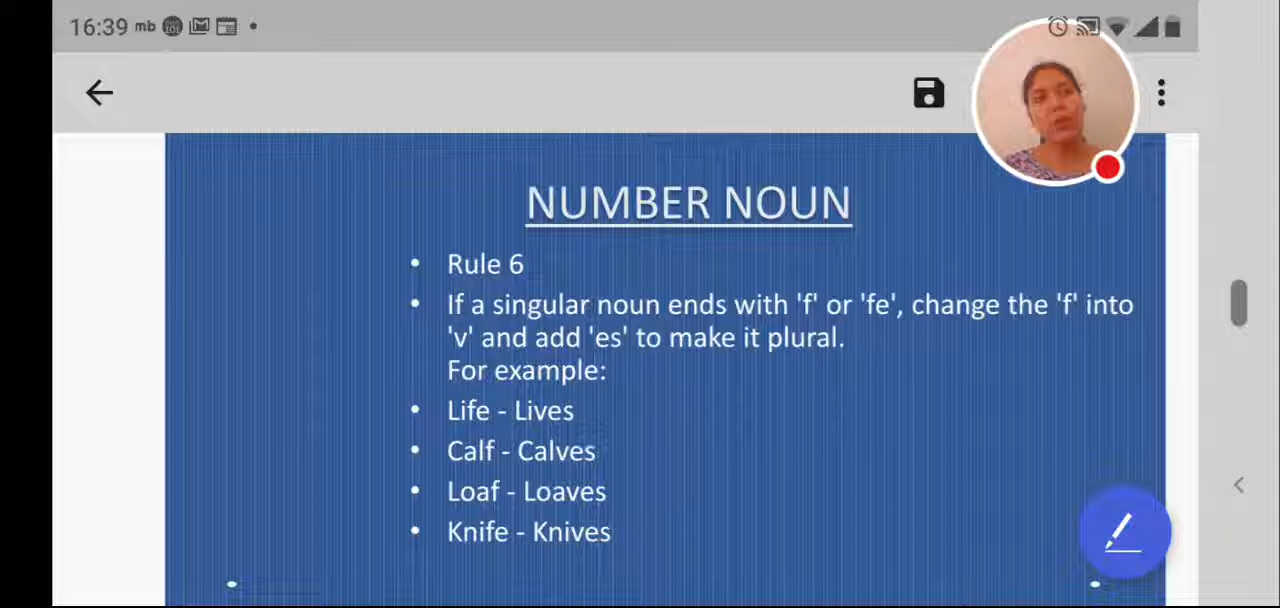 16:39 mb
NUMBER NOUN
• Rule 6
• If a singular noun ends with 'f' or 'fe', change the 'f' into
'v' and add 'es' to make it plural.
For example:
• Life - Lives
• Calf - Calves
• Loaf - Loaves
• Knife - Knives